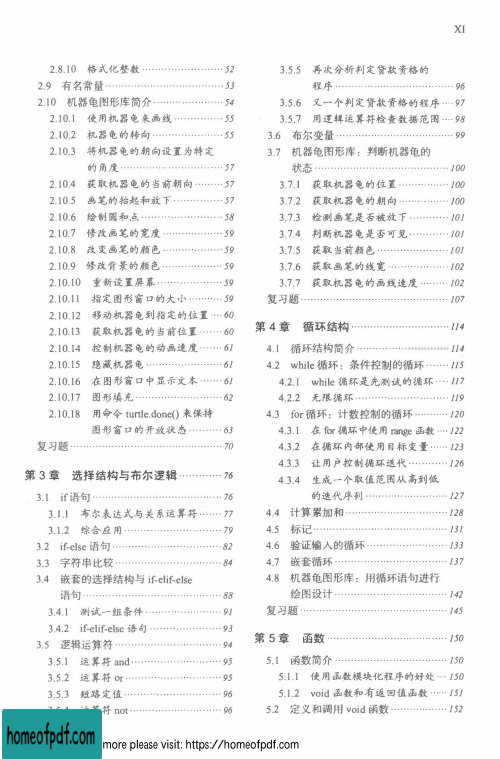 XI
2.8.10 格式化整数 52
2.9 有名常量 53
2.10 机器龟图形库简介 54
2.10.1 使用机器龟来画线 55
2.10.2 机器龟的转向 55
2.10.3 将机器龟的朝向设置为特定
的角度 57
2.10.4 获取机器龟的当前朝向 57
2.10.5 画笔的抬起和放下 57
2.10.6 绘制圆和点 58
2.10.7 修改画笔的宽度 59
2.10.8 改变画笔的颜色 59
2.10.9 修改背景的颜色 59
2.10.10 重新设置屏幕 59
2.10.11 指定图形窗口的大小 59
2.10.12 移动机器龟到指定的位置 60
2.10.13 获取机器龟的当前位置 60
2.10.14 控制机器龟的动画速度 61
2.10.15 隐藏机器龟 61
2.10.16 在图形窗口中显示文本 61
2.10.17 图形填充 62
2.10.18 用命令 turtle.done() 来保持
图形窗口的开放状态 63
复习题 70
第 3 章 选择结构与布尔逻辑 76
3.1 if 语句 76
3.1.1 布尔表达式与关系运算符 77
3.1.2 综合应用 79
3.2 if-else 语句 82
3.3 字符串比较 84
3.4 嵌套的选择结构与 if-elif-else
语句 88
3.4.1 测试一组条件 91
3.4.2 if-elif-else 语句 93
3.5 逻辑运算符 94
3.5.1 运算符 and 95
3.5.2 运算符 or 95
3.5.3 短路定值 96
符 not 96
3.5.5 再次分析判定贷款资格的
程序 96
3.5.6 又一个判定贷款资格的程序 97
3.5.7 用逻辑运算符检查数据范围 98
3.6 布尔变量 99
3.7 机器龟图形库：判断机器龟的
状态 100
3.7.1 获取机器龟的位置 100
3.7.2 获取机器龟的朝向 100
3.7.3 检测画笔是否被放下 101
3.7.4 判断机器龟是否可见 101
3.7.5 获取当前颜色 101
3.7.6 获取画笔的线宽 102
3.7.7 获取机器龟的画线速度 102
复习题 107
第 4 章 循环结构 114
4.1 循环结构简介 114
4.2 while 循环：条件控制的循环 115
4.2.1 while 循环是先测试的循环 117
4.2.2 无限循环 119
4.3 for 循环：计数控制的循环 120
4.3.1 在 for 循环中使用 range 函数 122
4.3.2 在循环内部使用目标变量 123
4.3.3 让用户控制循环迭代 126
4.3.4 生成一个取值范围从高到低
的迭代序列 127
4.4 计算累加和 128
4.5 标记 131
4.6 验证输入的循环 133
4.7 嵌套循环 137
4.8 机器龟图形库：用循环语句进行
绘图设计 142
复习题 145
第 5 章 函数 150
5.1 函数简介 150
5.1.1 使用函数模块化程序的好处 150
5.1.2 void 函数和有返回值函数 151
5.2 定义和调用 void 函数 152
homeofpdf.com
more please visit: https://homeofpdf.com